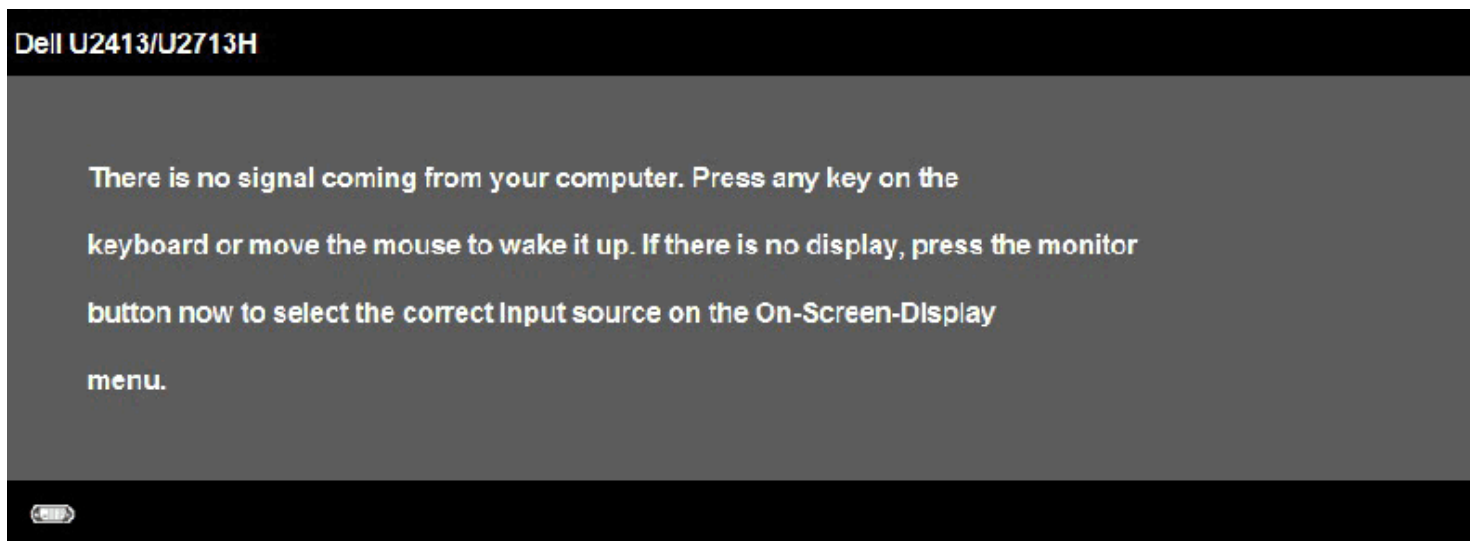 Dell U2413/U2713H
There is no signal coming from your computer. Press any key on the
keyboard or move the mouse to wake it up. If there is no display, press the monitor
button now to select the correct Input source on the On-Screen-Display
menu.